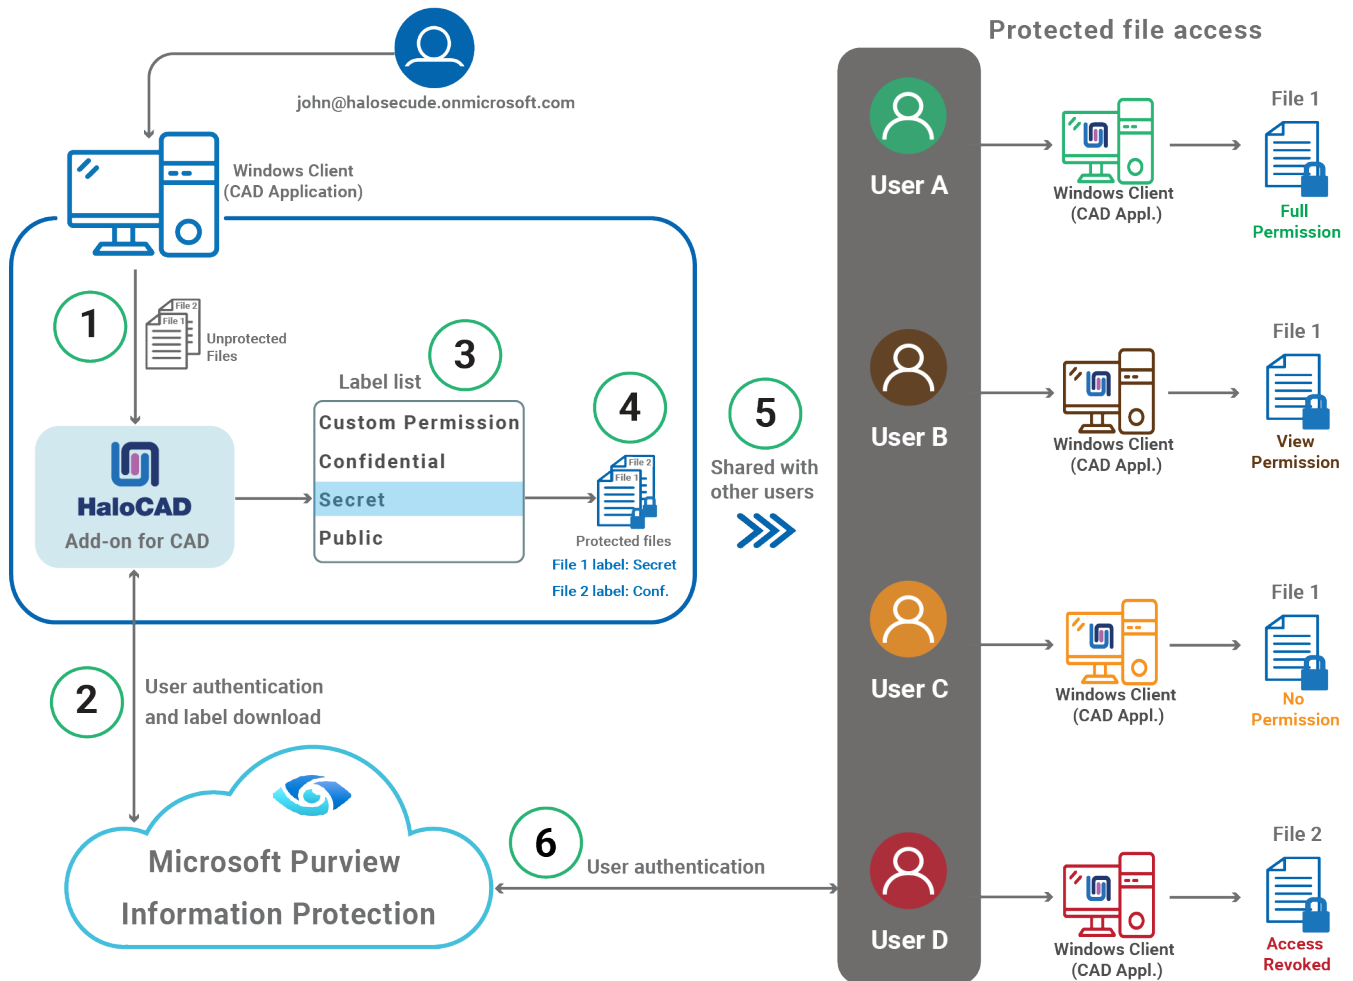 Protected file access
john@halosecude.onmicrosoft.com
Windows Client
(CAD Application)
1
File 2
File 1
Unprotected
Files
HaloCAD
Add-on for CAD
3
Label list
Custom Permission
Confidential
Secret
Public
4
File 2
File 1
Protected files
File 1 label: Secret
File 2 label: Conf.
5
Shared with
other users
2
User authentication
and label download
Microsoft Purview
Information Protection
6
User authentication
User A
Windows Client
(CAD Appl.)
File 1
Full
Permission
User B
Windows Client
(CAD Appl.)
File 1
View
Permission
User C
Windows Client
(CAD Appl.)
File 1
No
Permission
User D
Windows Client
(CAD Appl.)
File 2
Access
Revoked